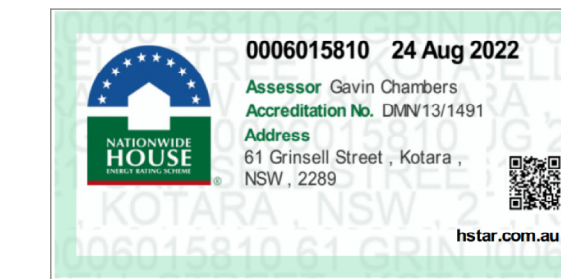 0006015810 24 Aug 2022
Assessor Gavin Chambers
Accreditation No. DMN/13/1491
Address
61 Grinsell Street , Kotara ,
NSW , 2289
NATIONWIDE
HOUSE
ENERGY RATING SCHEME
®
hstar.com.au